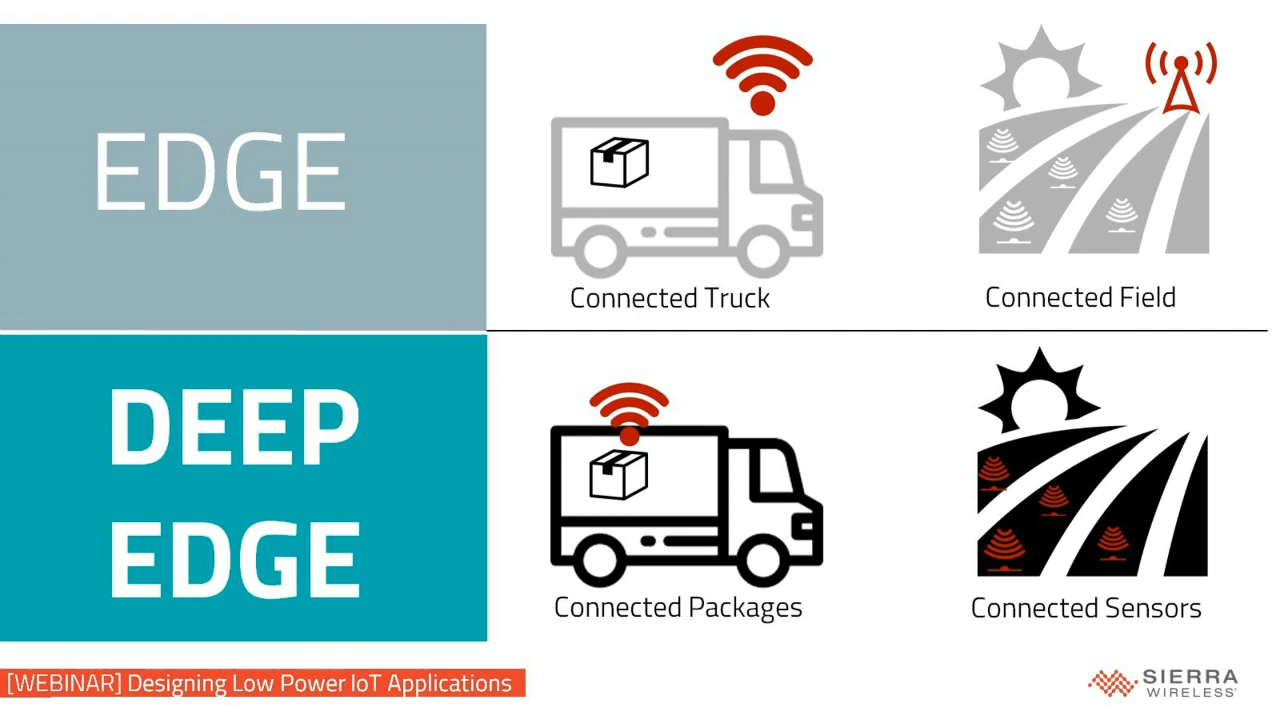 EDGE
Connected Truck
Connected Field
DEEP
EDGE
Connected Packages
Connected Sensors
[WEBINAR] Designing Low Power IoT Applications
SIERRA
WIRELESS